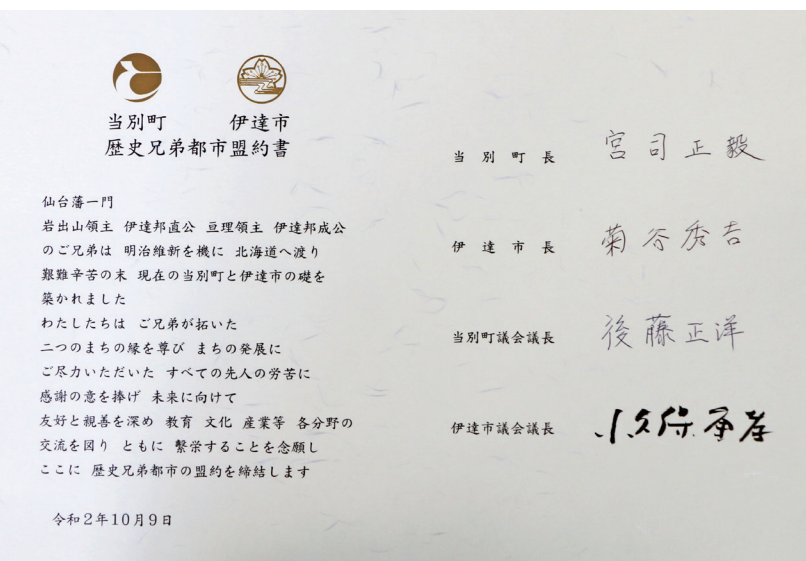 当別町 伊達市
歴史兄弟都市盟約書
仙台藩一門
岩出山領主 伊達邦直公 亘理領主 伊達邦成公
のご兄弟は 明治維新を機に 北海道へ渡り
艱難辛苦の末 現在の当別町と伊達市の礎を
築かれました
わたしたちは ご兄弟が拓いた
二つのまちの縁を尊び まちの発展に
ご尽力いただいた すべての先人の労苦に
感謝の意を捧げ 未来に向けて
友好と親善を深め 教育 文化 産業等 各分野の
交流を図り ともに 繁栄することを念願し
ここに 歴史兄弟都市の盟約を締結します
令和2年10月9日
当別町長 宮司正毅
伊達市長 菊谷秀吉
当別町議会議長 後藤正洋
伊達市議会議長 小久保